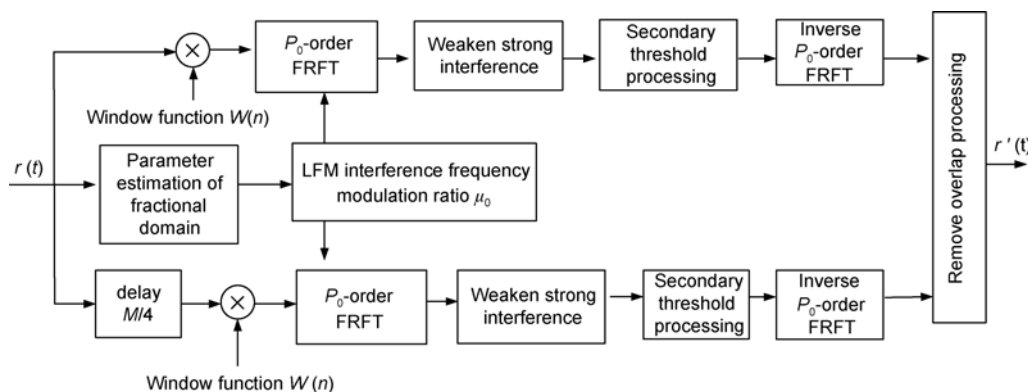 P₀-order
FRFT
Weaken strong
interference
Secondary
threshold
processing
Inverse
P₀-order
FRFT
Window function W(n)
r (t)
Parameter
estimation of
fractional
domain
LFM interference frequency
modulation ratio μ₀
delay
M/4
P₀-order
FRFT
Weaken strong
interference
Secondary
threshold
processing
Inverse
P₀-order
FRFT
Window function W (n)
Remove overlap processing
r ' (t)